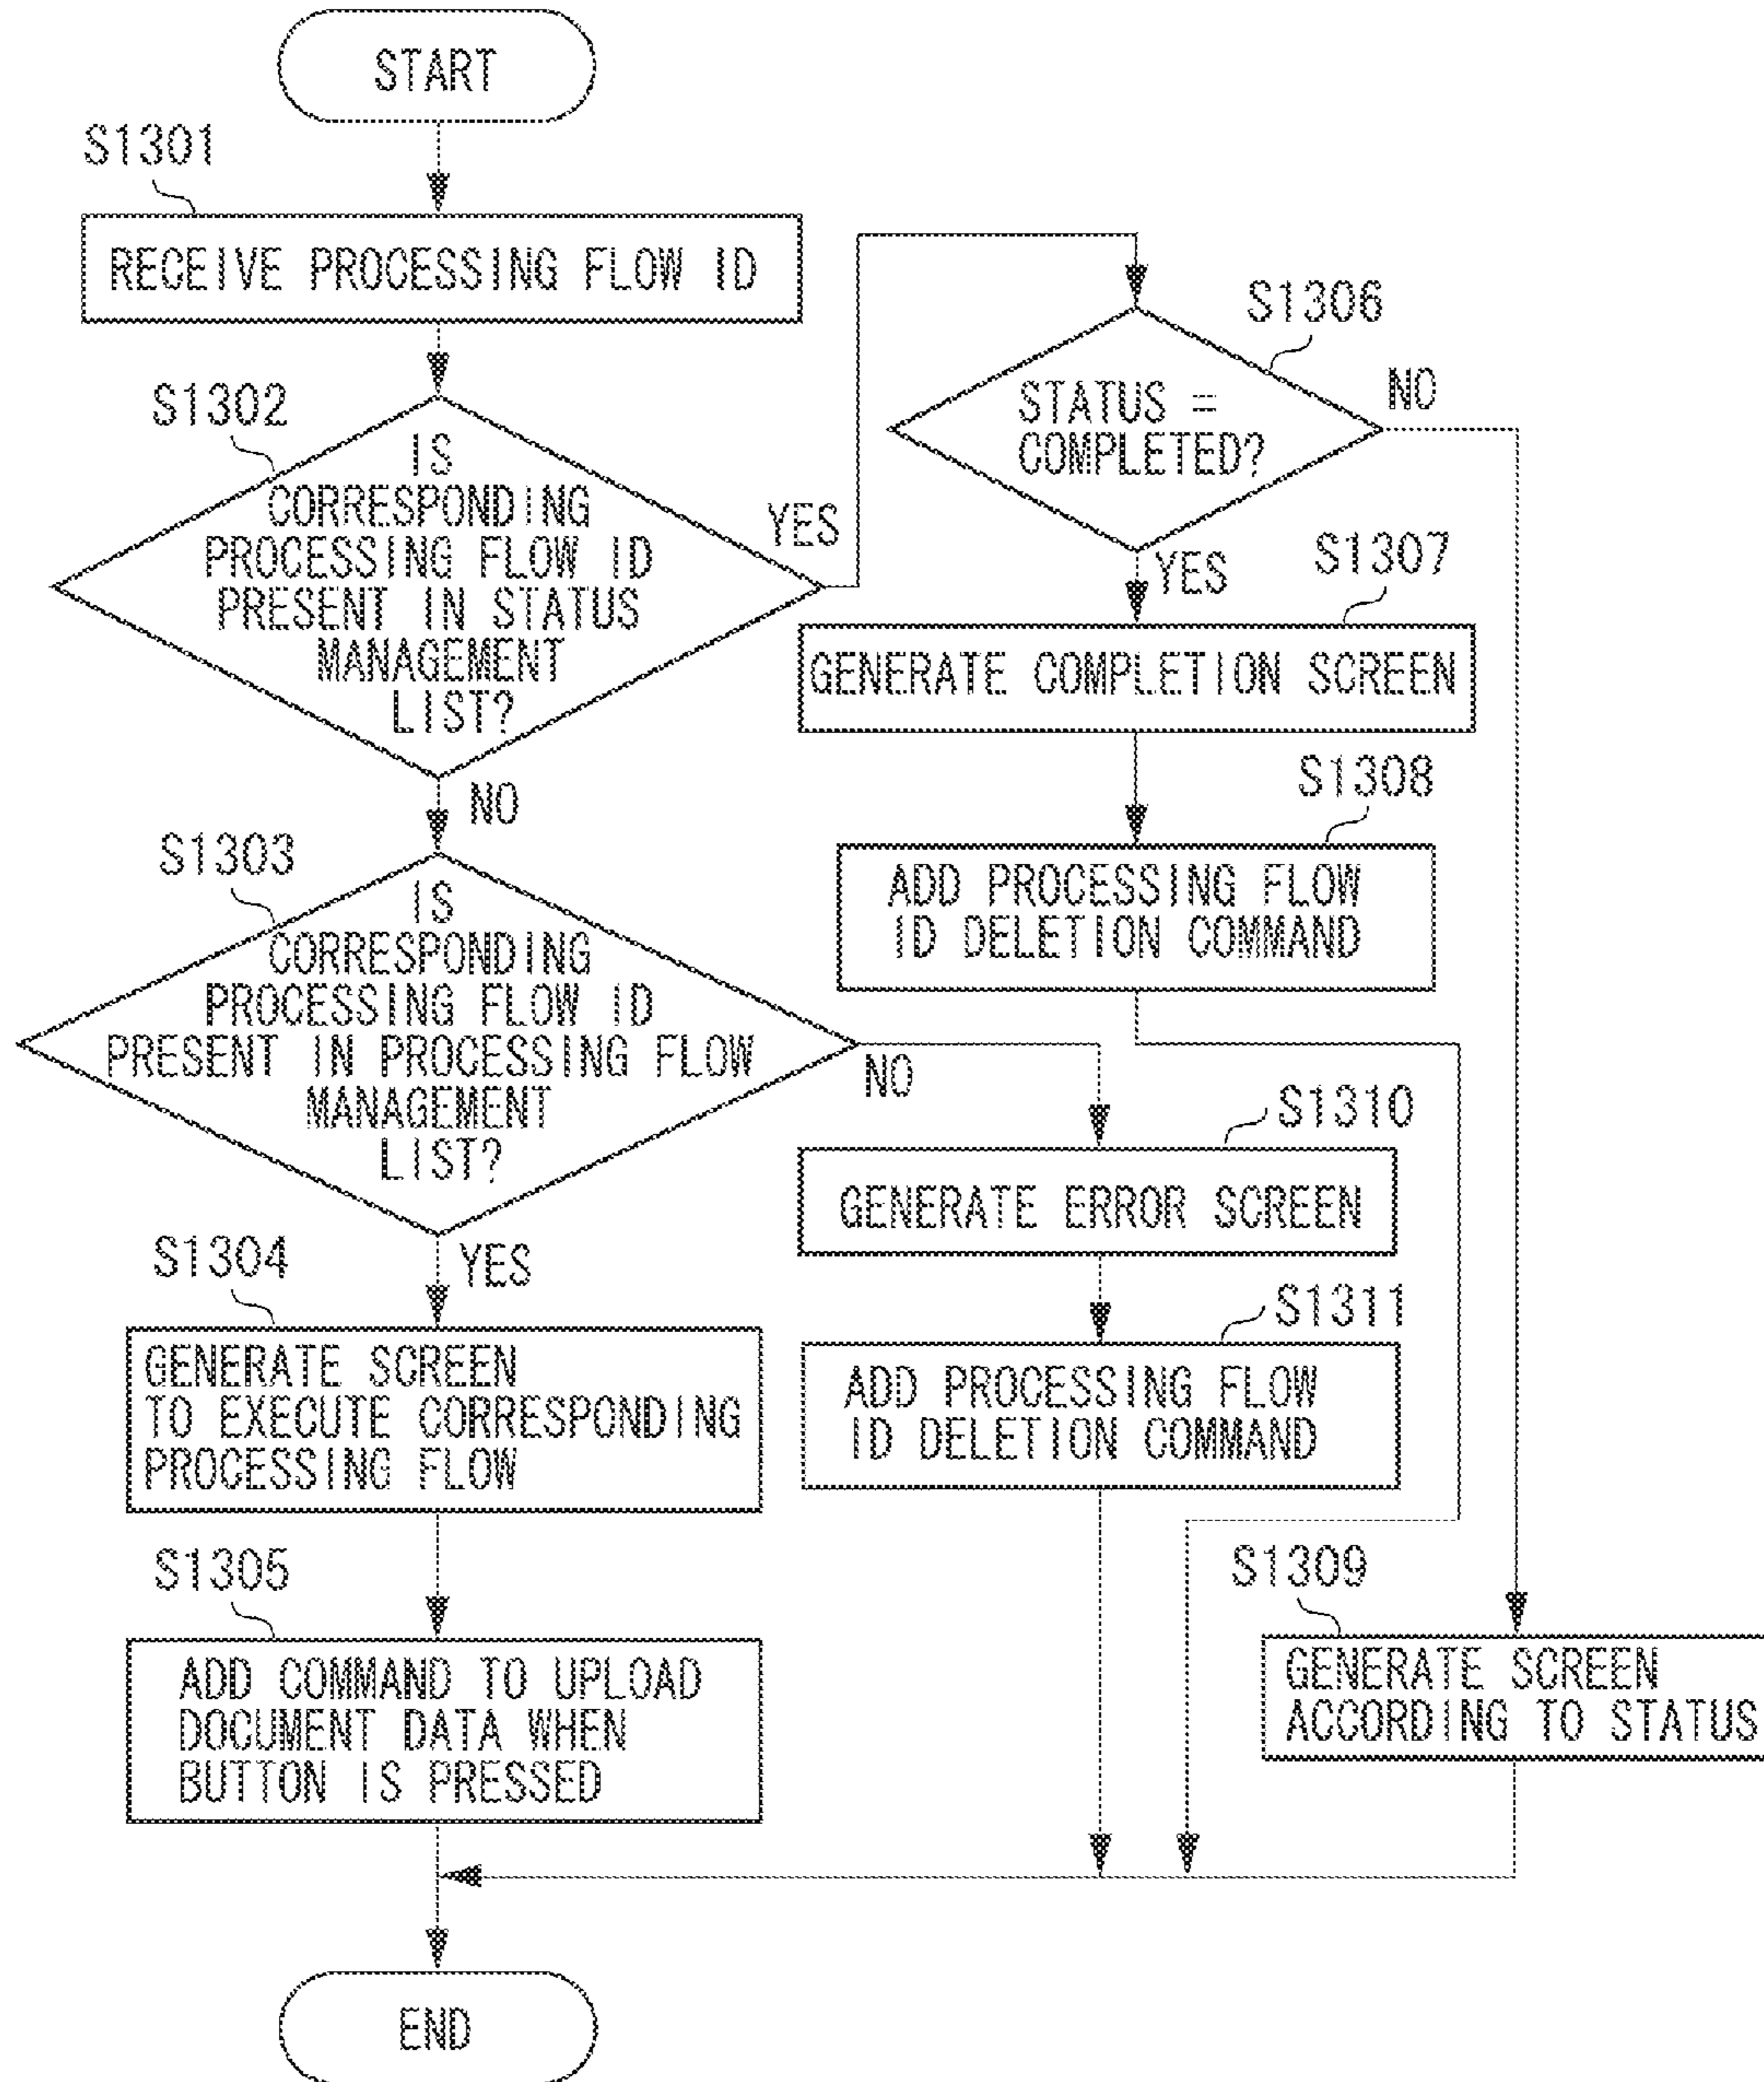 START
S1301
RECEIVE PROCESSING FLOW ID
S1302
IS
CORRESPONDING
PROCESSING FLOW ID
PRESENT IN STATUS
MANAGEMENT
LIST?
YES
NO
S1303
IS
CORRESPONDING
PROCESSING FLOW ID
PRESENT IN PROCESSING FLOW
MANAGEMENT
LIST?
NO
YES
S1304
GENERATE SCREEN
TO EXECUTE CORRESPONDING
PROCESSING FLOW
S1305
ADD COMMAND TO UPLOAD
DOCUMENT DATA WHEN
BUTTON IS PRESSED
S1306
STATUS =
COMPLETED?
NO
YES
S1307
GENERATE COMPLETION SCREEN
S1308
ADD PROCESSING FLOW
ID DELETION COMMAND
S1310
GENERATE ERROR SCREEN
S1311
ADD PROCESSING FLOW
ID DELETION COMMAND
S1309
GENERATE SCREEN
ACCORDING TO STATUS
END